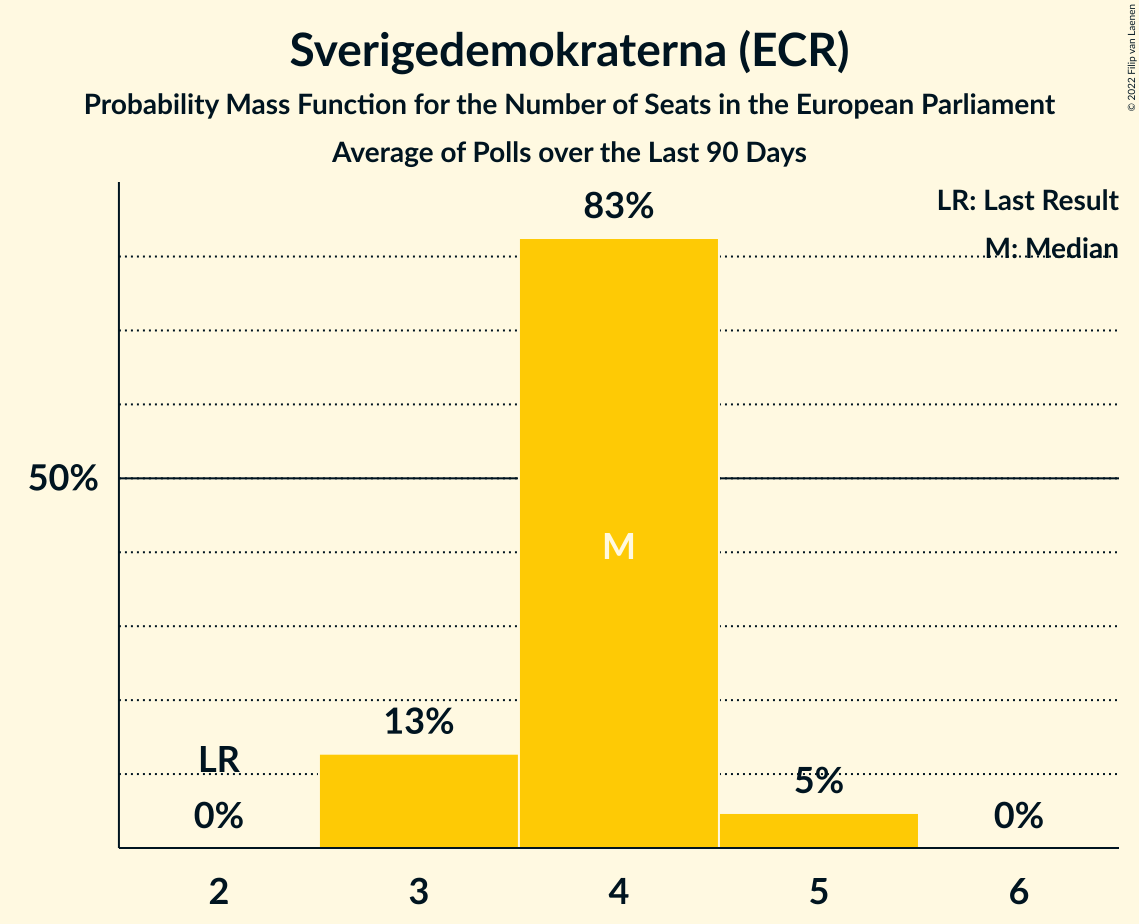 Sverigedemokraterna (ECR)
Probability Mass Function for the Number of Seats in the European Parliament
Average of Polls over the Last 90 Days
© 2022 Filip van Laenen
LR: Last Result
M: Median
83%
50%
M
13%
LR
5%
0%
0%
2 3 4 5 6